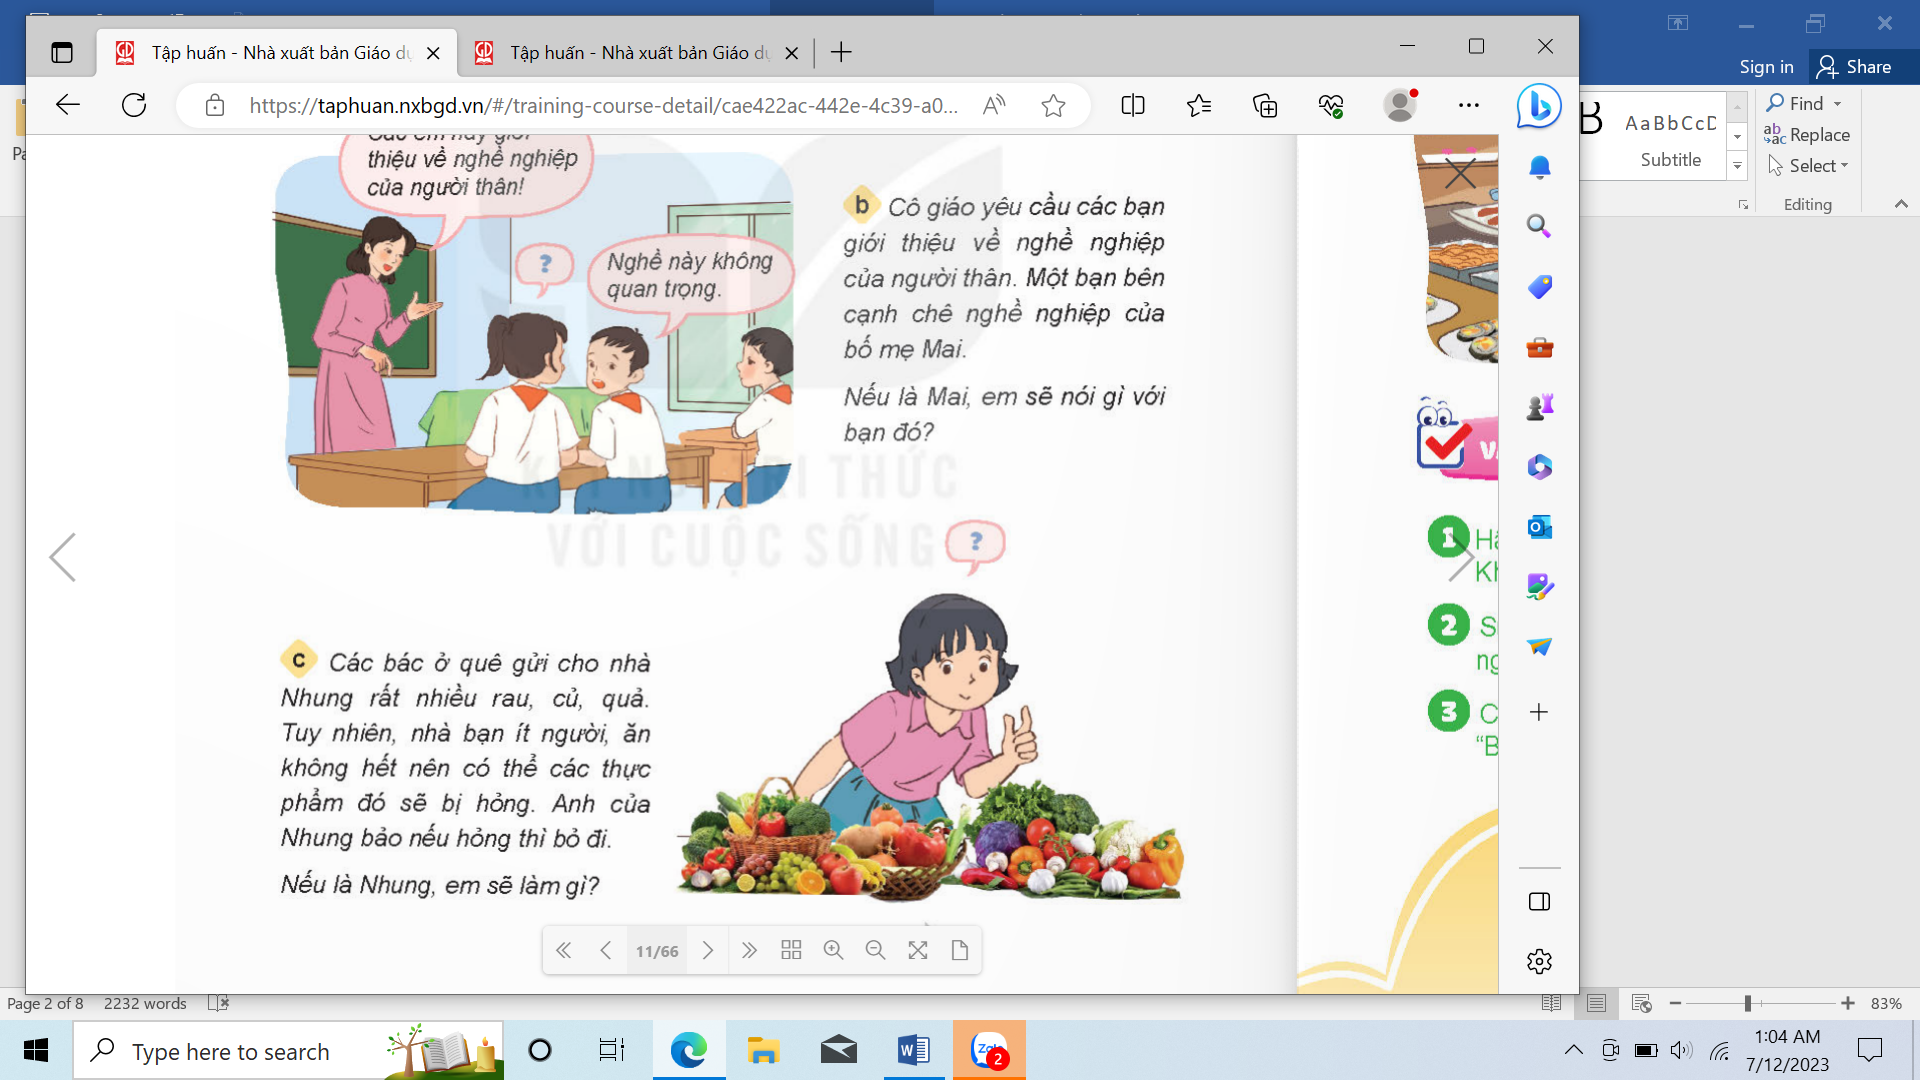 Tập huấn - Nhà xuất bản Giáo dụ
Tập huấn - Nhà xuất bản Giáo dụ
Sign in
Share
https://taphuan.nxbgd.vn/#/training-course-detail/cae422ac-442e-4c39-a0...
Find
Replace
Select
Editing
AaBbCcD
Subtitle
thiệu về nghề nghiệp
của người thân!
?
Nghề này không
quan trọng.
b Cô giáo yêu cầu các bạn
giới thiệu về nghề nghiệp
của người thân. Một bạn bên
cạnh chê nghề nghiệp của
bố mẹ Mai.
Nếu là Mai, em sẽ nói gì với
bạn đó?
KẾT NỐI TRI THỨC
VỚI CUỘC SỐNG
?
c Các bác ở quê gửi cho nhà
Nhung rất nhiều rau, củ, quả.
Tuy nhiên, nhà bạn ít người, ăn
không hết nên có thể các thực
phẩm đó sẽ bị hỏng. Anh của
Nhung bảo nếu hỏng thì bỏ đi.
Nếu là Nhung, em sẽ làm gì?
1
2
3
11/66
Page 2 of 8
2232 words
83%
Type here to search
Zalo
2
1:04 AM
7/12/2023